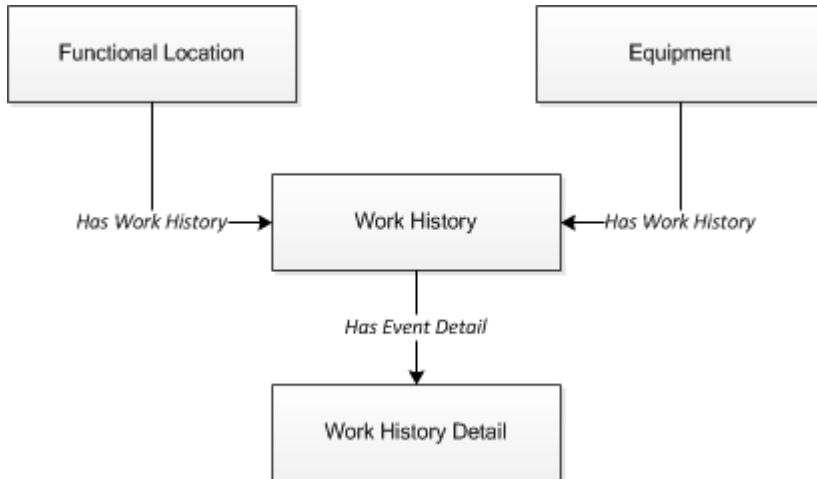 Functional Location
Equipment
Has Work History
Work History
Has Work History
Has Event Detail
Work History Detail